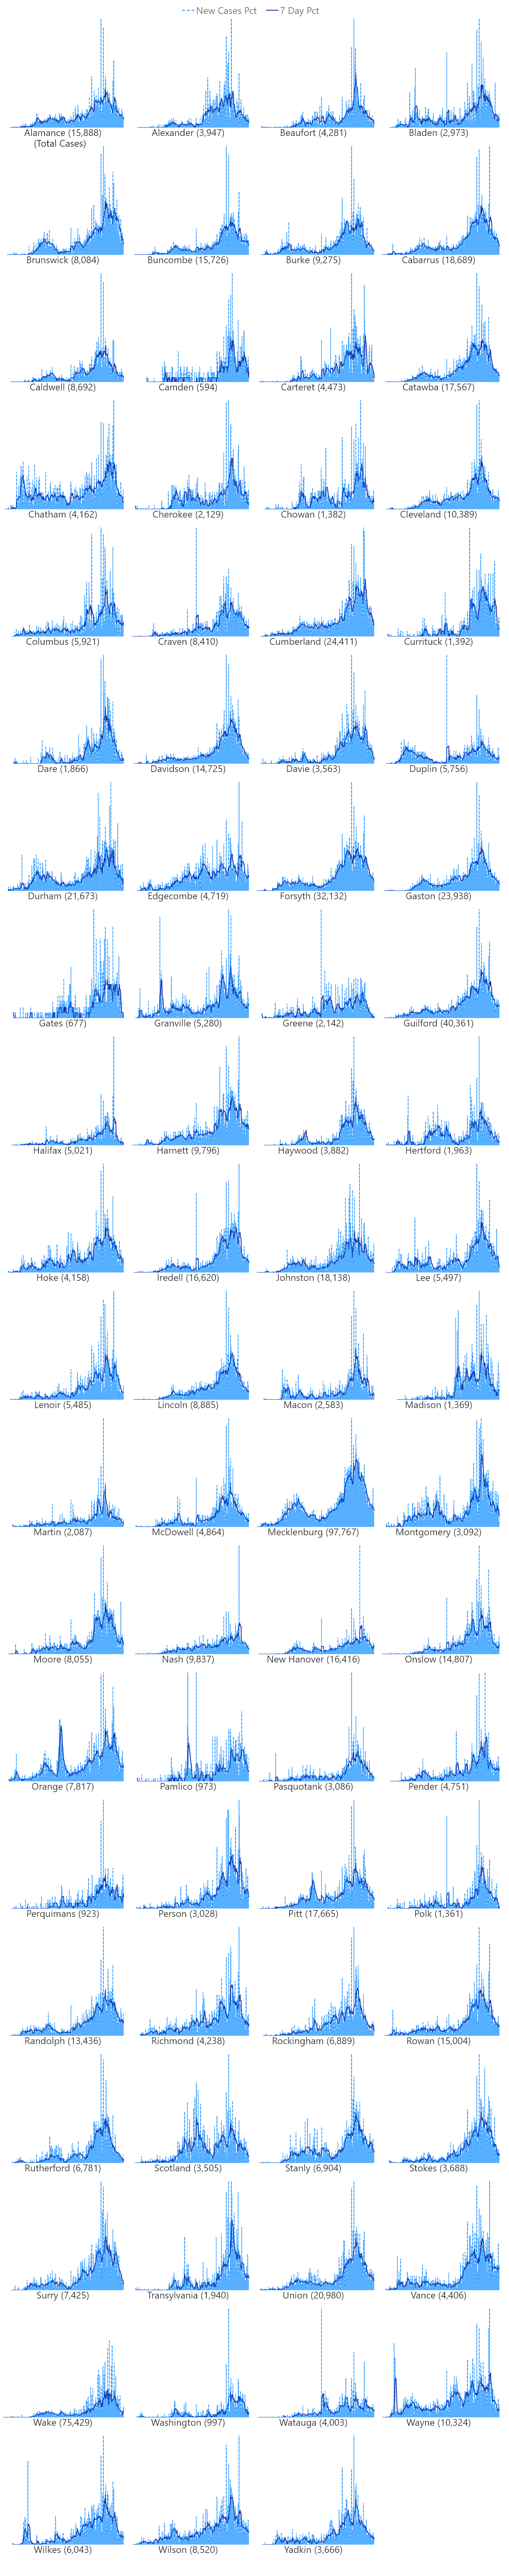 New Cases Pct 7 Day Pct
Alamance (15,888) Alexander (3,947) Beaufort (4,281) Bladen (2,973)
(Total Cases)
Brunswick (8,084) Buncombe (15,726) Burke (9,275) Cabarrus (18,689)
Caldwell (8,692) Camden (594) Carteret (4,473) Catawba (17,567)
Chatham (4,162) Cherokee (2,129) Chowan (1,382) Cleveland (10,389)
Columbus (5,921) Craven (8,410) Cumberland (24,411) Currituck (1,392)
Dare (1,866) Davidson (14,725) Davie (3,563) Duplin (5,756)
Durham (21,673) Edgecombe (4,719) Forsyth (32,132) Gaston (23,938)
Gates (677) Granville (5,280) Greene (2,142) Guilford (40,361)
Halifax (5,021) Harnett (9,796) Haywood (3,882) Hertford (1,963)
Hoke (4,158) Iredell (16,620) Johnston (18,138) Lee (5,497)
Lenoir (5,485) Lincoln (8,885) Macon (2,583) Madison (1,369)
Martin (2,087) McDowell (4,864) Mecklenburg (97,767) Montgomery (3,092)
Moore (8,055) Nash (9,837) New Hanover (16,416) Onslow (14,807)
Orange (7,817) Pamlico (973) Pasquotank (3,086) Pender (4,751)
Perquimans (923) Person (3,028) Pitt (17,665) Polk (1,361)
Randolph (13,436) Richmond (4,238) Rockingham (6,889) Rowan (15,004)
Rutherford (6,781) Scotland (3,505) Stanly (6,904) Stokes (3,688)
Surry (7,425) Transylvania (1,940) Union (20,980) Vance (4,406)
Wake (75,429) Washington (997) Watauga (4,003) Wayne (10,324)
Wilkes (6,043) Wilson (8,520) Yadkin (3,666)